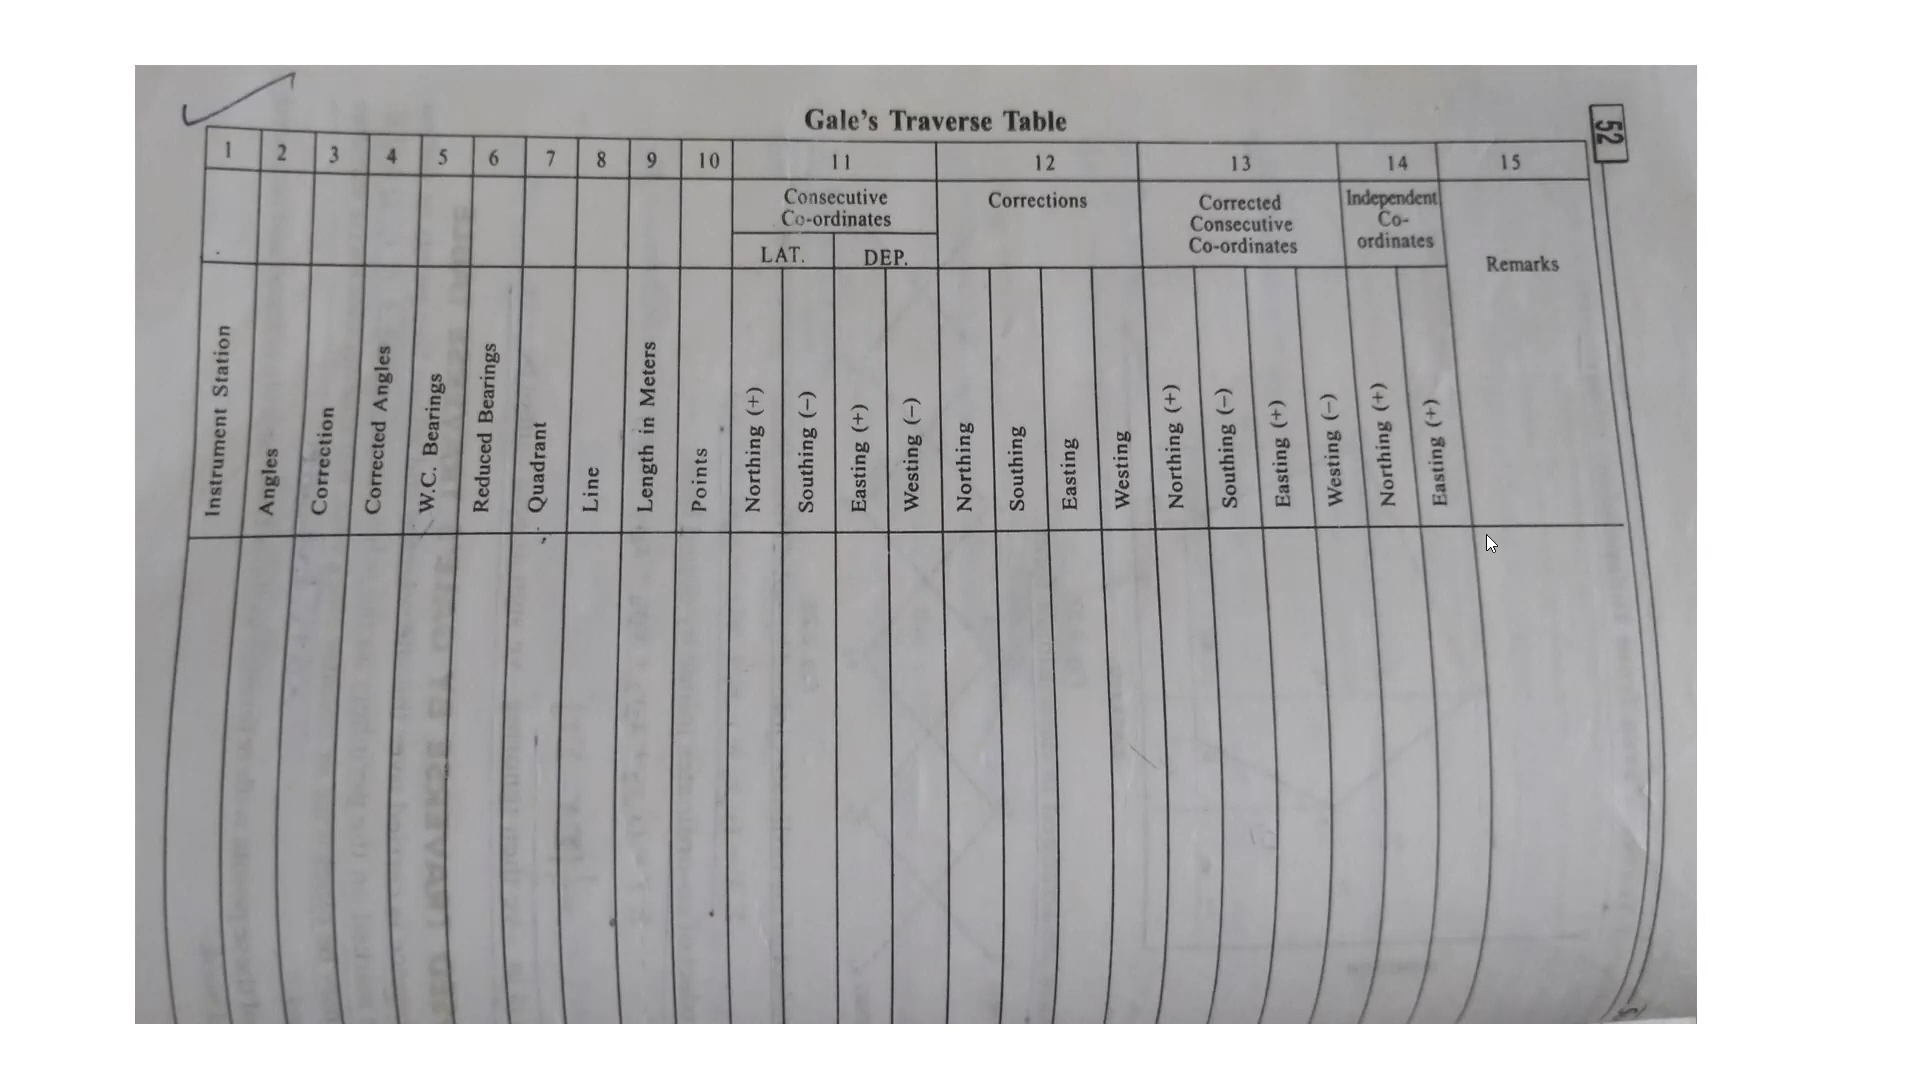 Gale's Traverse Table
52
1 2 3 4 5 6 7 8 9 10 11 12 13 14 15
Consecutive
Co-ordinates
LAT. DEP.
Corrections
Corrected
Consecutive
Co-ordinates
Independent
Co-
ordinates
Remarks
Instrument Station
Angles
Correction
Corrected Angles
W.C. Bearings
Reduced Bearings
Quadrant
Line
Length in Meters
Points
Northing (+)
Southing (−)
Easting (+)
Westing (−)
Northing
Southing
Easting
Westing
Northing (+)
Southing (−)
Easting (+)
Westing (−)
Northing (+)
Easting (+)